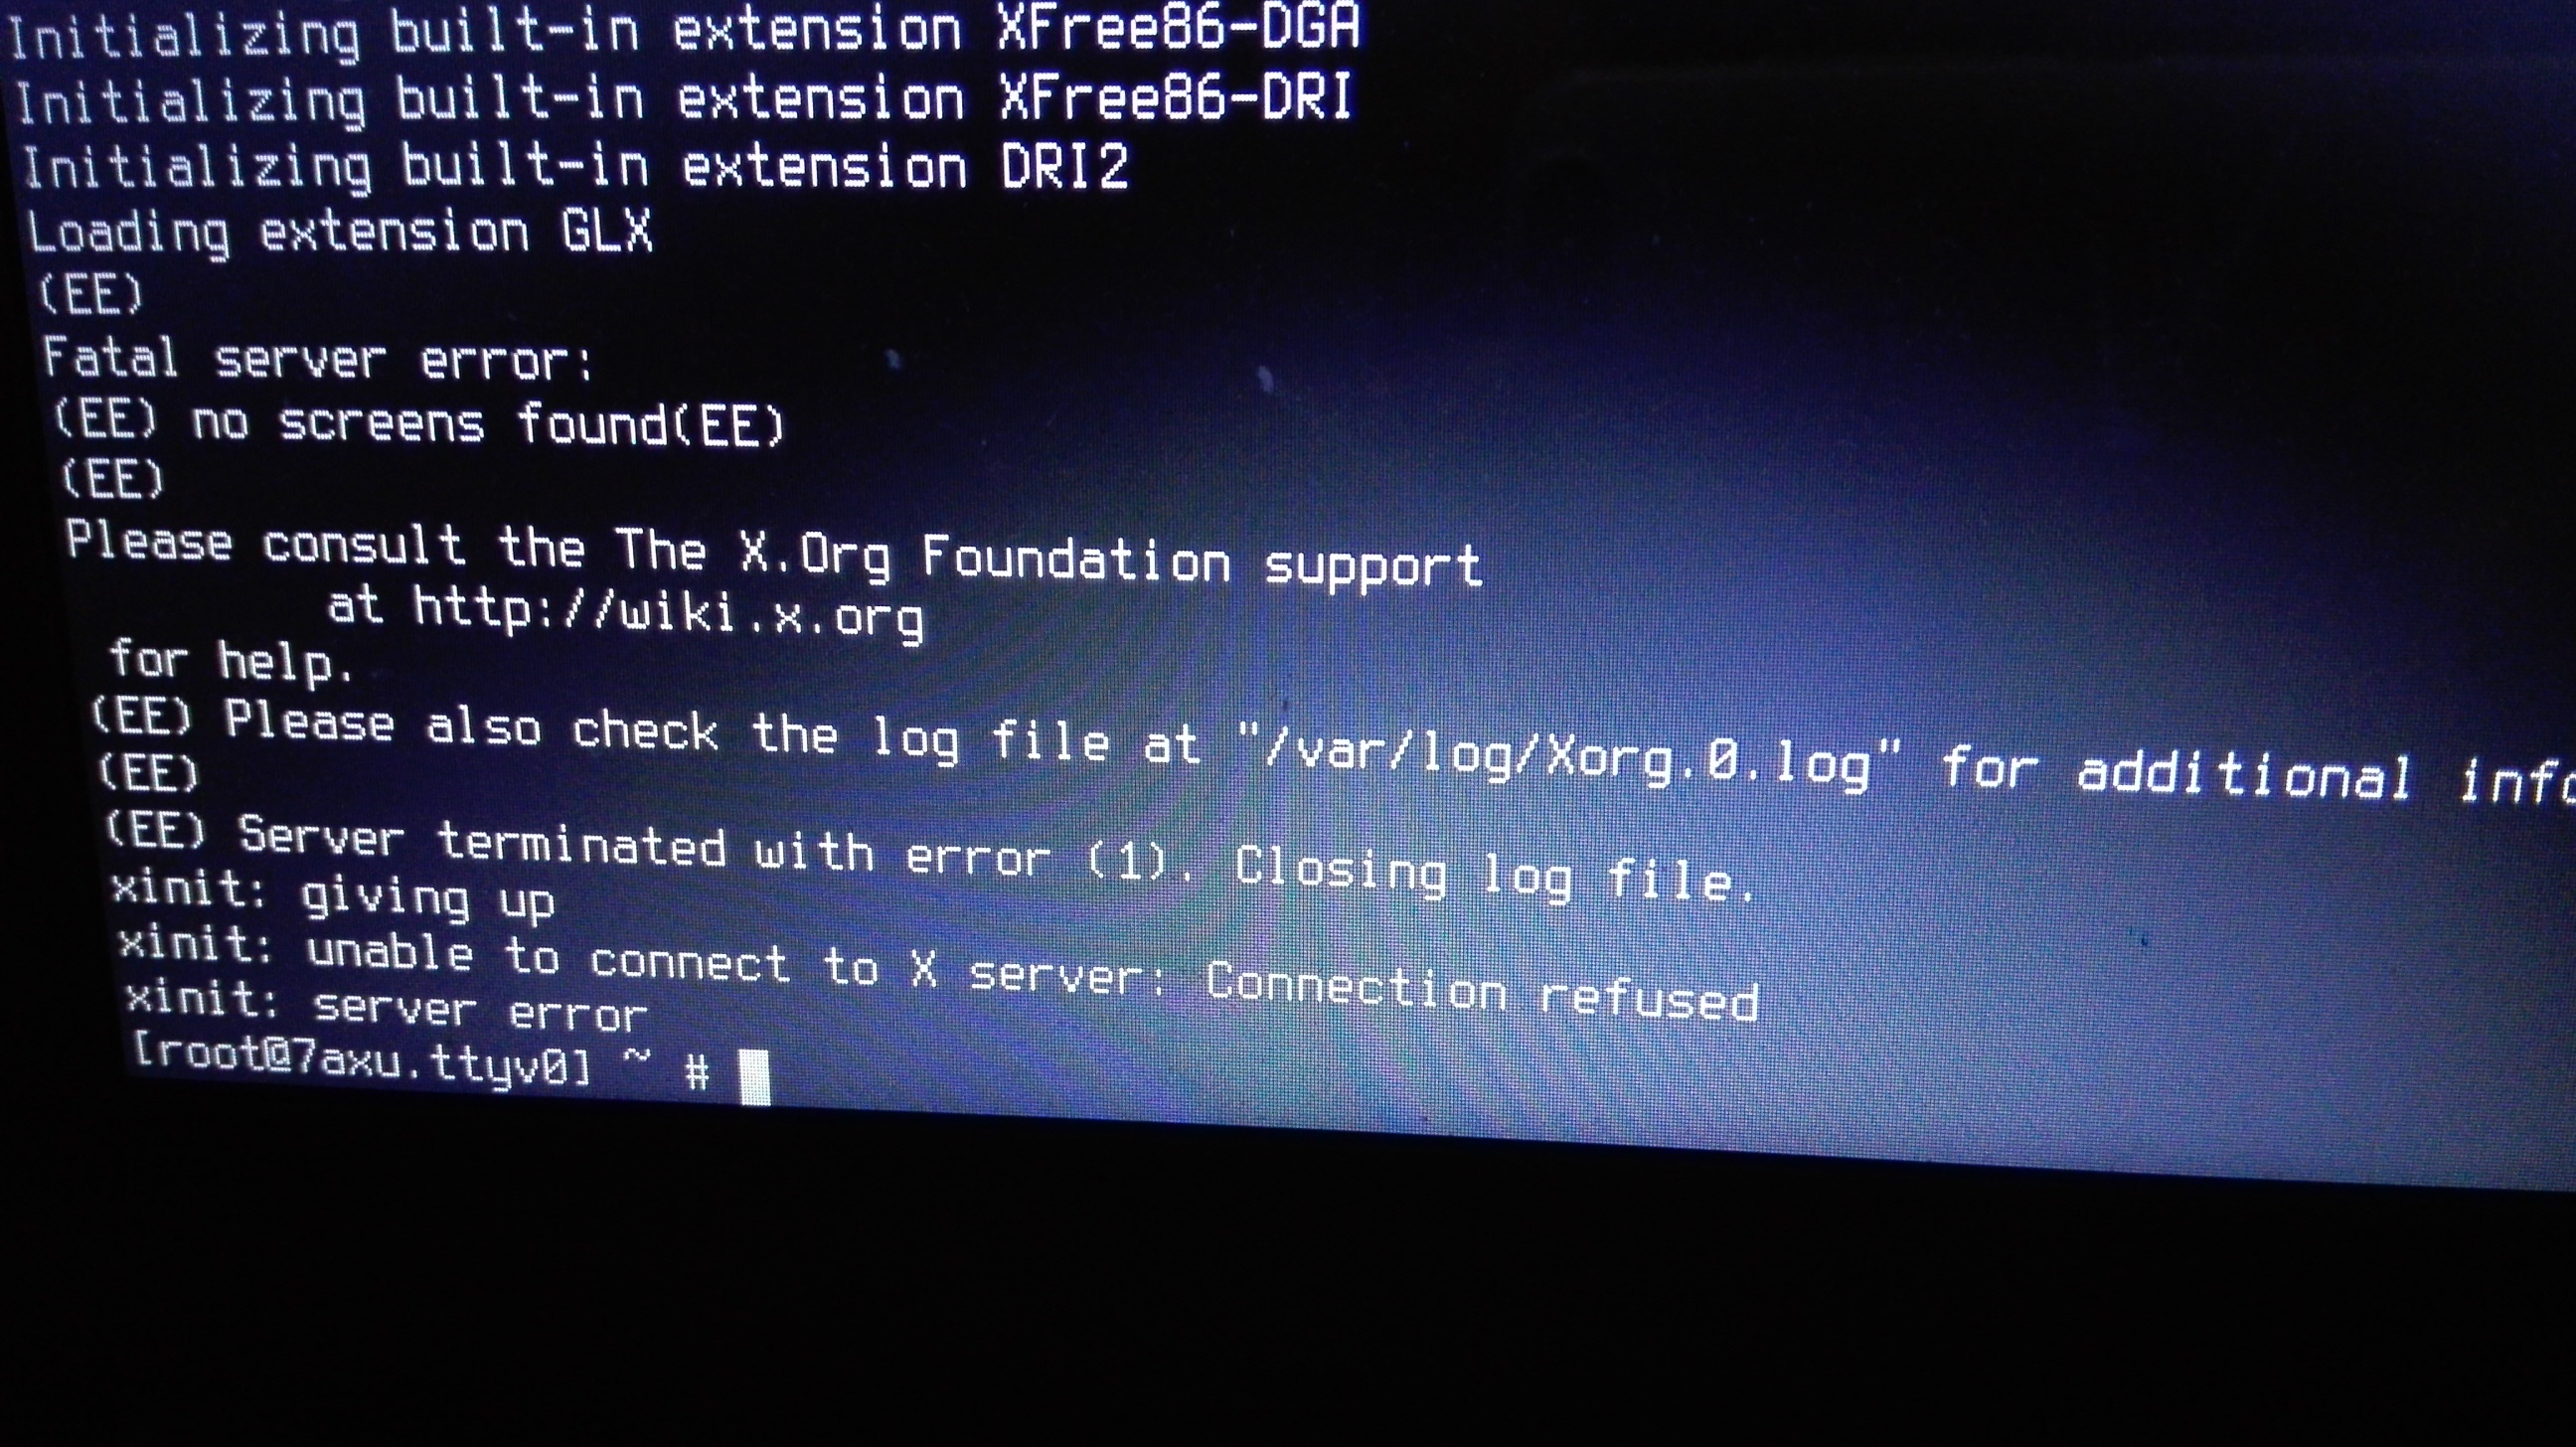 Initializing built-in extension XFree86-DGA
Initializing built-in extension XFree86-DRI
Initializing built-in extension DRI2
Loading extension GLX
(EE)
Fatal server error:
(EE) no screens found(EE)
(EE)
Please consult the The X.Org Foundation support
at http://wiki.x.org
for help.
(EE) Please also check the log file at "/var/log/Xorg.0.log" for additional info
(EE)
(EE) Server terminated with error (1). Closing log file.
xinit: giving up
xinit: unable to connect to X server: Connection refused
xinit: server error
[root@7axu.ttyv0] ~ #